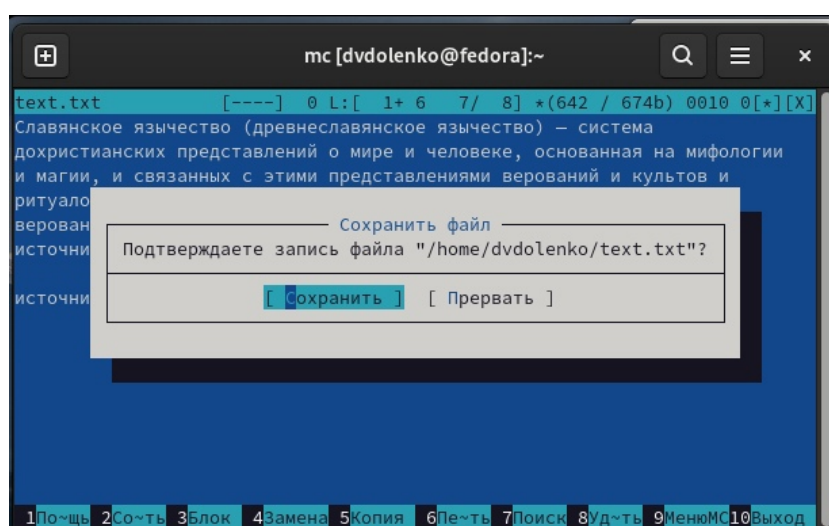 mc [dvdolenko@fedora]:~
text.txt [----] 0 L:[ 1+ 6 7/ 8] *(642 / 674b) 0010 0[*][X]
Славянское язычество (древнеславянское язычество) — система
дохристианских представлений о мире и человеке, основанная на мифологии
и магии, и связанных с этими представлениями верований и культов и
ритуало
верован
источни
источни
Сохранить файл
Подтверждаете запись файла "/home/dvdolenko/text.txt"?
[ Сохранить ] [ Прервать ]
1По~щь 2Со~ть 3Блок 4Замена 5Копия 6Пе~ть 7Поиск 8Уд~ть 9МенюMC 10Выход